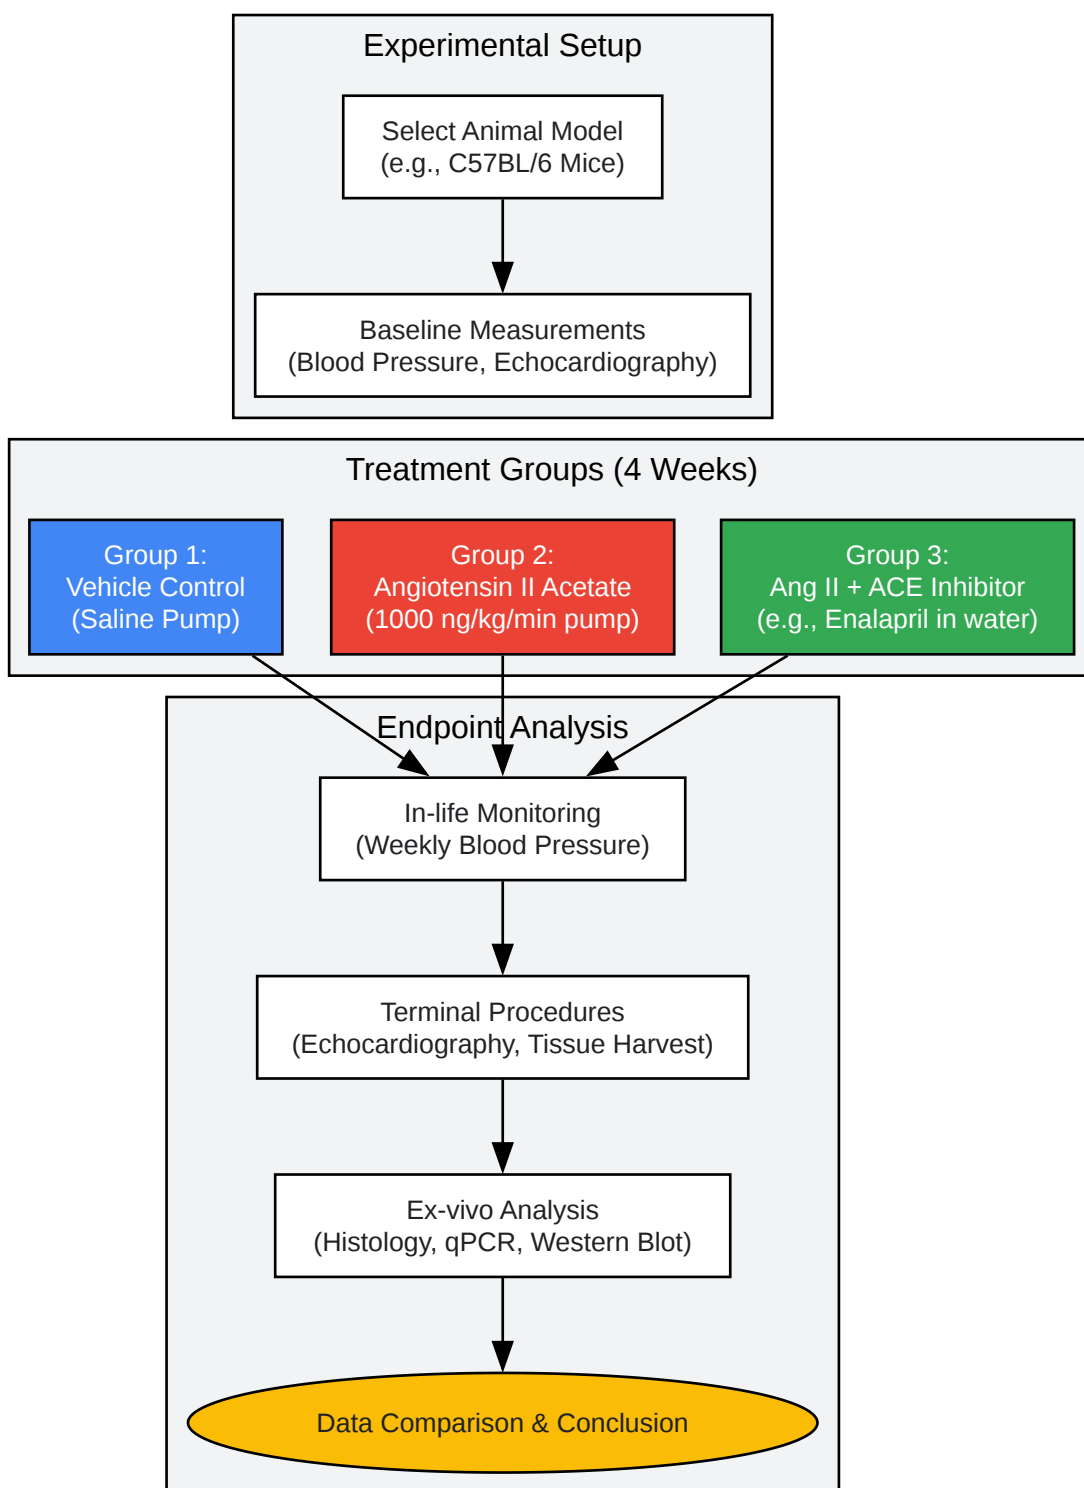 Experimental Setup
Select Animal Model
(e.g., C57BL/6 Mice)
Baseline Measurements
(Blood Pressure, Echocardiography)
Treatment Groups (4 Weeks)
Group 1:
Vehicle Control
(Saline Pump)
Group 2:
Angiotensin II Acetate
(1000 ng/kg/min pump)
Group 3:
Ang II + ACE Inhibitor
(e.g., Enalapril in water)
Endpoint Analysis
In-life Monitoring
(Weekly Blood Pressure)
Terminal Procedures
(Echocardiography, Tissue Harvest)
Ex-vivo Analysis
(Histology, qPCR, Western Blot)
Data Comparison & Conclusion